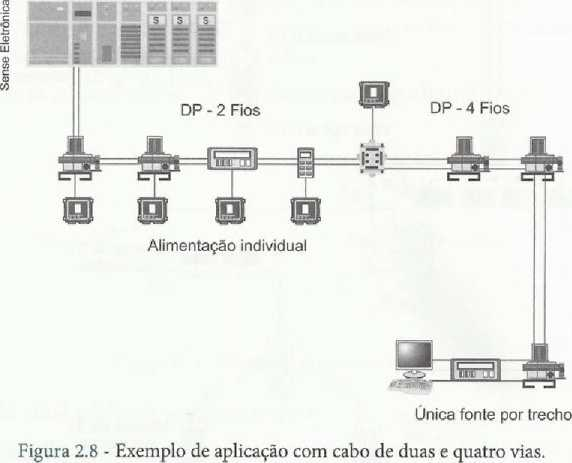 Sense Eletrônica
S S S
DP - 2 Fios
DP - 4 Fios
Alimentação individual
Única fonte por trecho
Figura 2.8 - Exemplo de aplicação com cabo de duas e quatro vias.